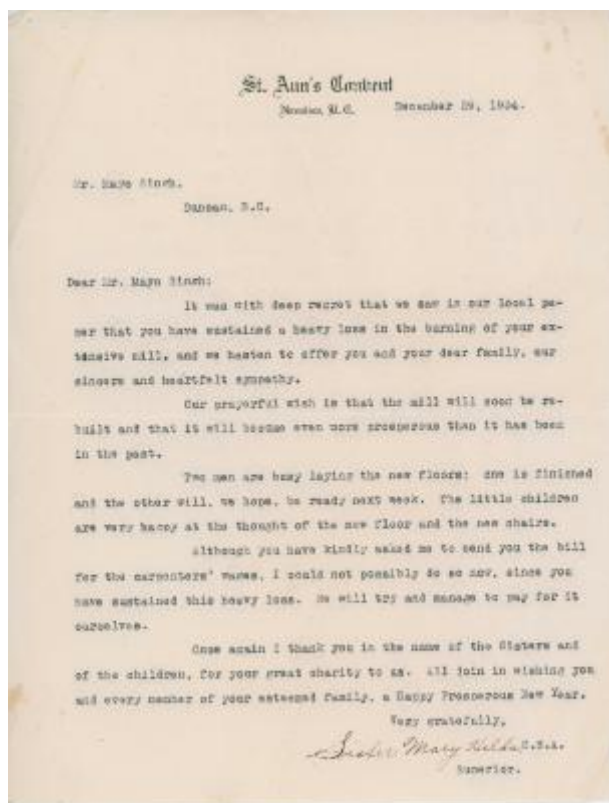 St. Ann's Convent
B.C. December 29, 1934.
Mr. Mayo Singh,
Duncan, B.C.
Dear Mr. Mayo Singh:
It was with deep regret that we saw in our local pa-
per that you have sustained a heavy loss in the burning of your ex-
tensive mill, and we hasten to offer you and your dear family, our
sincere and heartfelt sympathy.
Our prayerful wish is that the mill will soon be re-
built and that it will become even more prosperous than it has been
in the past.
Two men are busy laying the new floors: one is finished
and the other will, we hope, be ready next week. The little children
are very happy at the thought of the new floor and the new chairs.
Although you have kindly asked me to send you the bill
for the carpenters' wages, I could not possibly do so now, since you
have sustained this heavy loss. We will try and manage to pay for it
ourselves.
Once again I thank you in the name of the Sisters and
of the children, for your great charity to us. All join in wishing you
and every member of your esteemed family, a Happy Prosperous New Year.
Very gratefully,
Sister Mary Hilda C.S.A.
Superior.